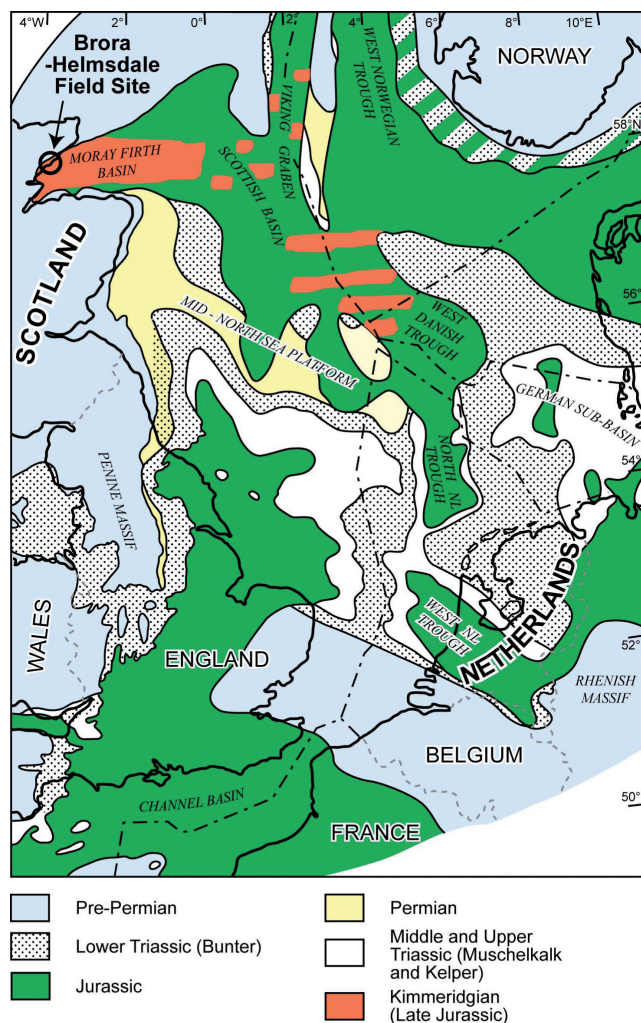 4°W
0°
2°
4°
6°
8°
10°E
Brora
-Helmsdale
Field Site
NORWAY
WEST NORWEGIAN
TROUGH
58°N
VIKING
GRABEN
MORAY FIRTH
BASIN
SCOTTISH
BASIN
SCOTLAND
56°
MID - NORTH SEA PLATFORM
WEST
DANISH
TROUGH
GERMAN SUB-BASIN
54°
NORTH NL
TROUGH
PENINE MASSIF
NETHERLANDS
WEST NL
TROUGH
WALES
ENGLAND
52°
RHENISH
MASSIF
BELGIUM
CHANNEL BASIN
50°
FRANCE
Pre-Permian
Lower Triassic (Bunter)
Jurassic
Permian
Middle and Upper
Triassic (Muschelkalk
and Kelper)
Kimmeridgian
(Late Jurassic)